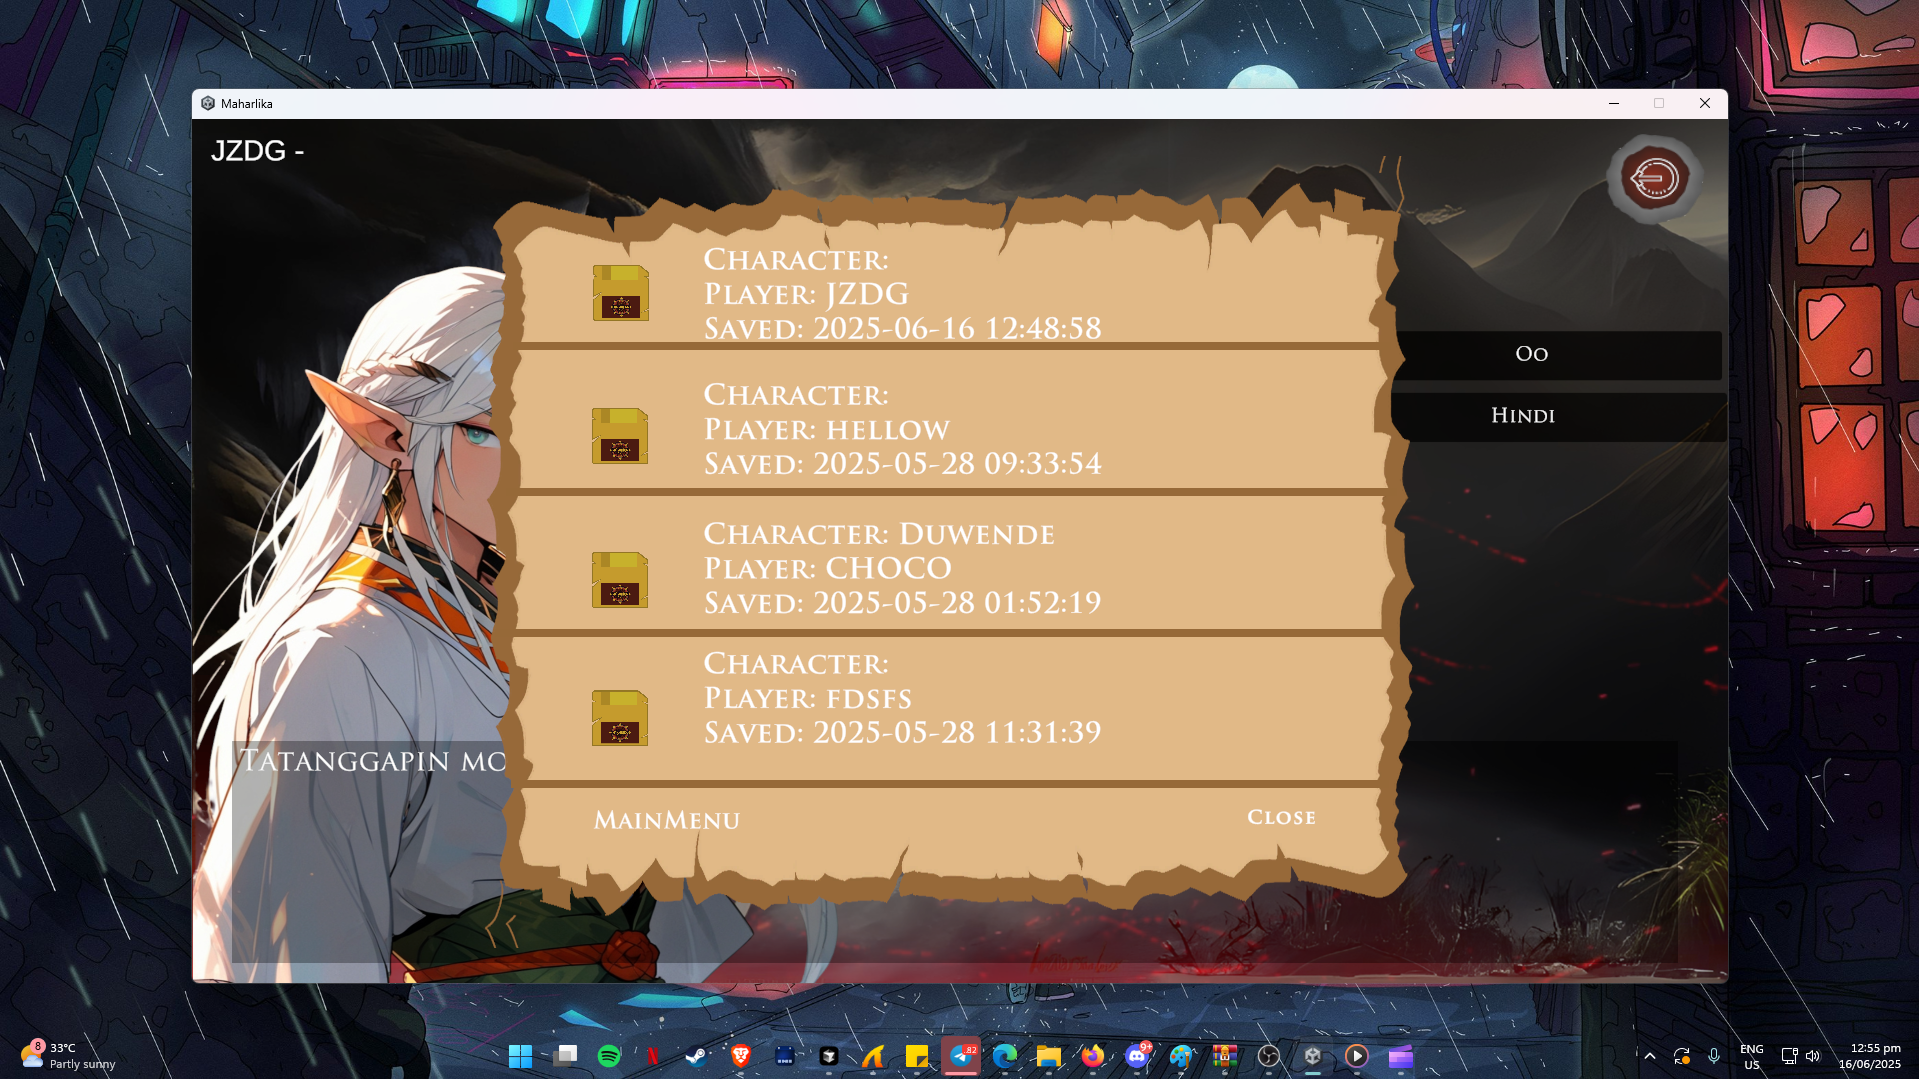 Maharlika
JZDG -
Character:
Player: JZDG
Saved: 2025-06-16 12:48:58
Oo
Hindi
Character:
Player: hellow
Saved: 2025-05-28 09:33:54
Character: Duwende
Player: CHOCO
Saved: 2025-05-28 01:52:19
Character:
Player: fdsfs
Saved: 2025-05-28 11:31:39
Tatanggapin mo
MainMenu
Close
8
33°C
Partly sunny
82
9+
ENG
US
12:55 pm
16/06/2025